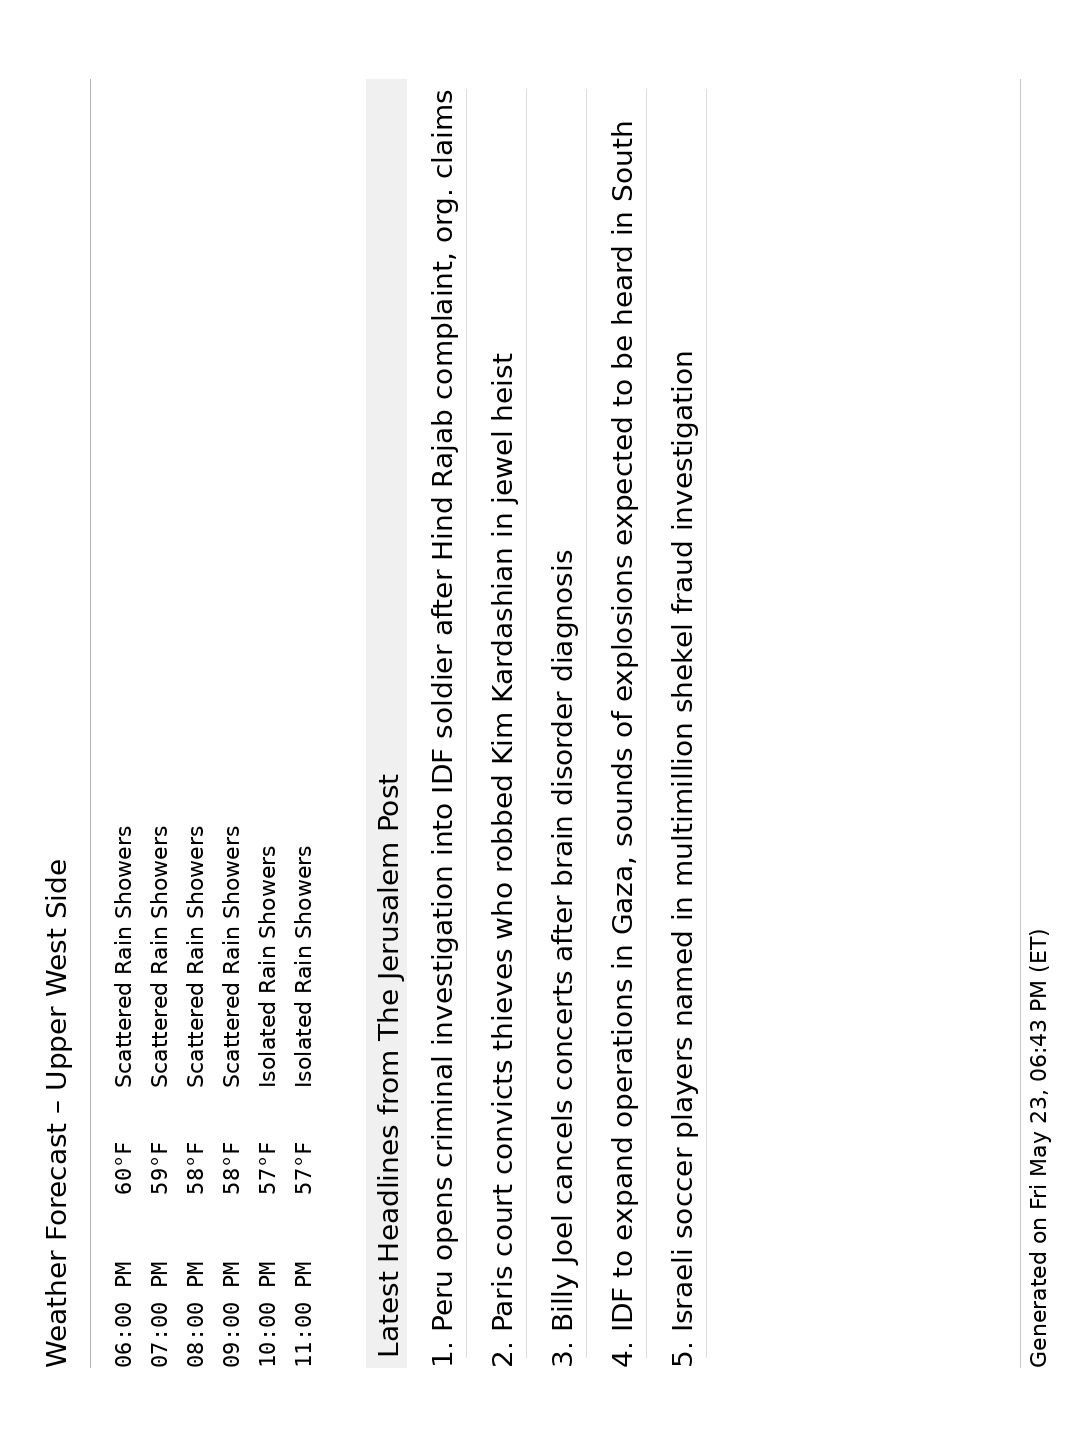 Weather Forecast – Upper West Side
06:00 PM 60°F Scattered Rain Showers
07:00 PM 59°F Scattered Rain Showers
08:00 PM 58°F Scattered Rain Showers
09:00 PM 58°F Scattered Rain Showers
10:00 PM 57°F Isolated Rain Showers
11:00 PM 57°F Isolated Rain Showers
Latest Headlines from The Jerusalem Post
1. Peru opens criminal investigation into IDF soldier after Hind Rajab complaint, org. claims
2. Paris court convicts thieves who robbed Kim Kardashian in jewel heist
3. Billy Joel cancels concerts after brain disorder diagnosis
4. IDF to expand operations in Gaza, sounds of explosions expected to be heard in South
5. Israeli soccer players named in multimillion shekel fraud investigation
Generated on Fri May 23, 06:43 PM (ET)